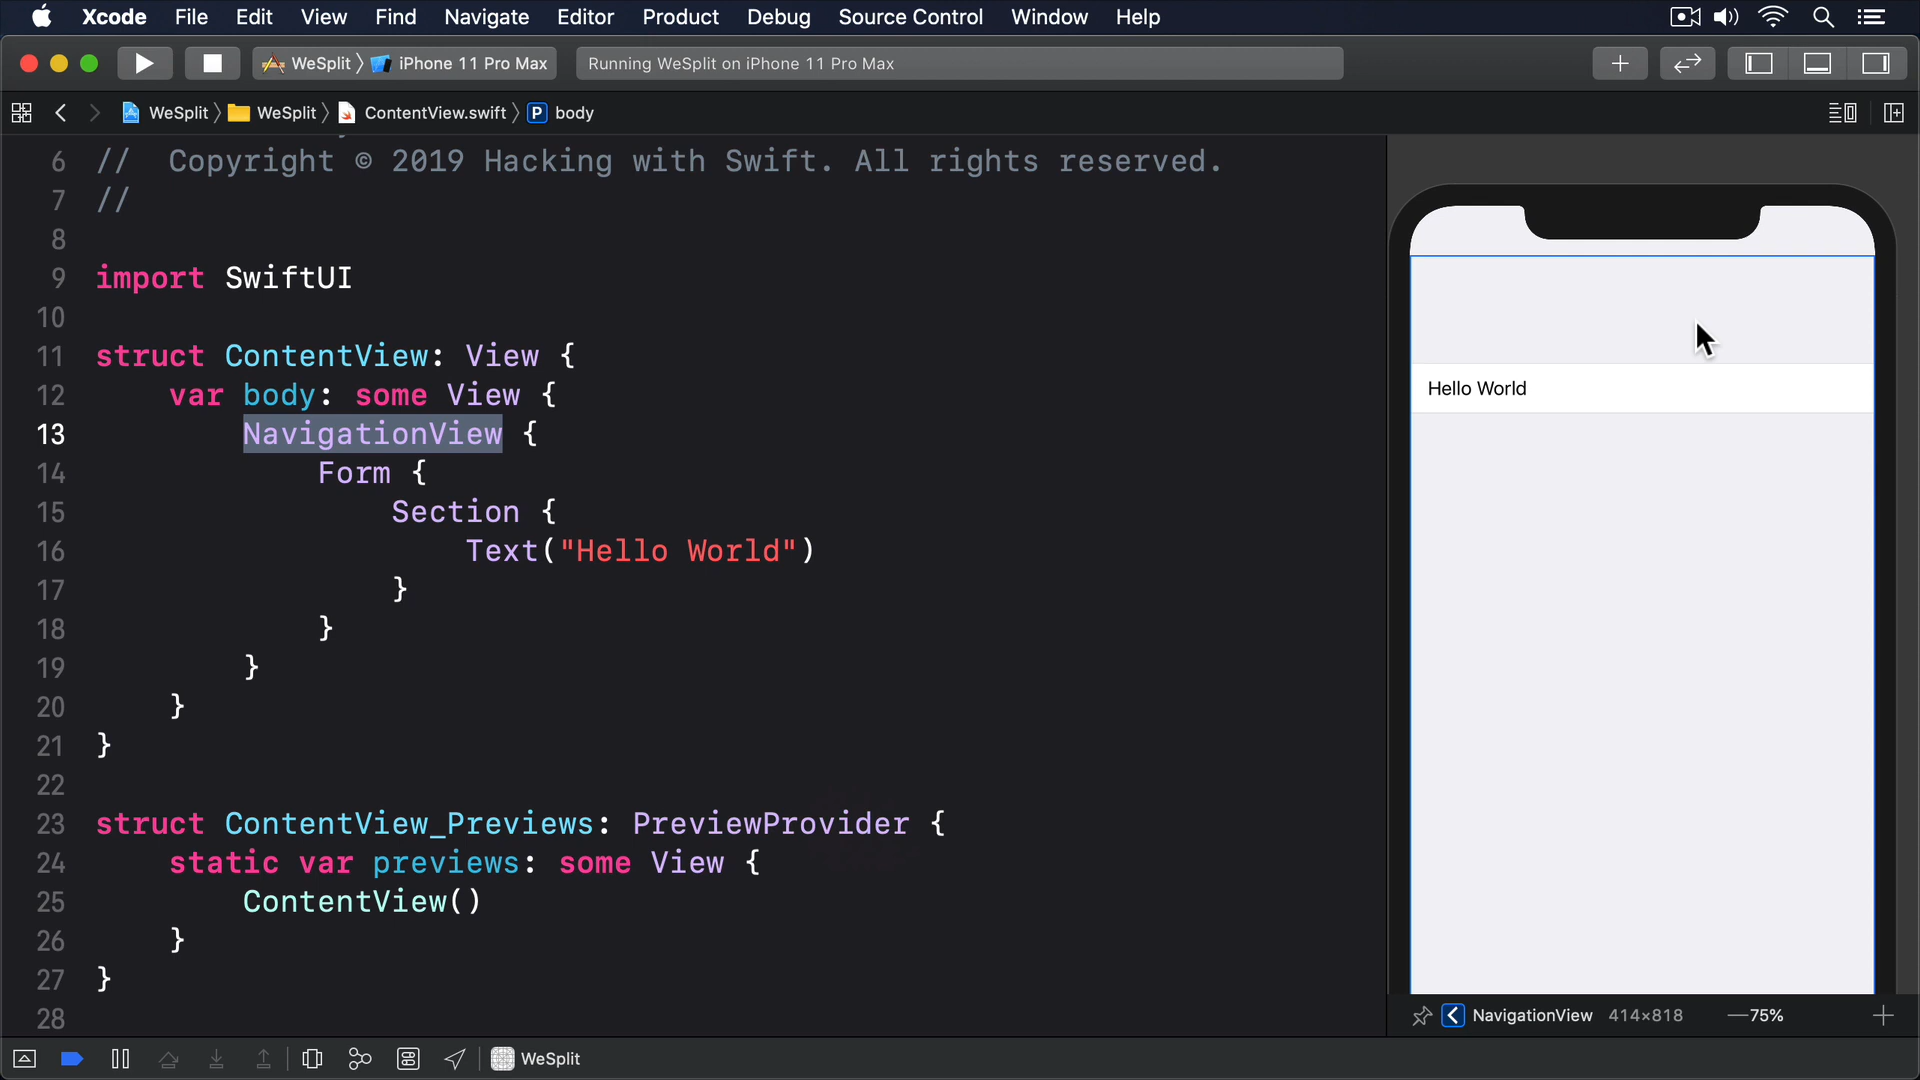 Xcode File Edit View Find Navigate Editor Product Debug Source Control Window Help
WeSplit iPhone 11 Pro Max Running WeSplit on iPhone 11 Pro Max
WeSplit WeSplit ContentView.swift P body
6 // Copyright © 2019 Hacking with Swift. All rights reserved.
7 //
8
9 import SwiftUI
10
11 struct ContentView: View {
12 var body: some View {
13 NavigationView {
14 Form {
15 Section {
16 Text("Hello World")
17 }
18 }
19 }
20 }
21 }
22
23 struct ContentView_Previews: PreviewProvider {
24 static var previews: some View {
25 ContentView()
26 }
27 }
28
Hello World
NavigationView 414×818 — 75% +
WeSplit